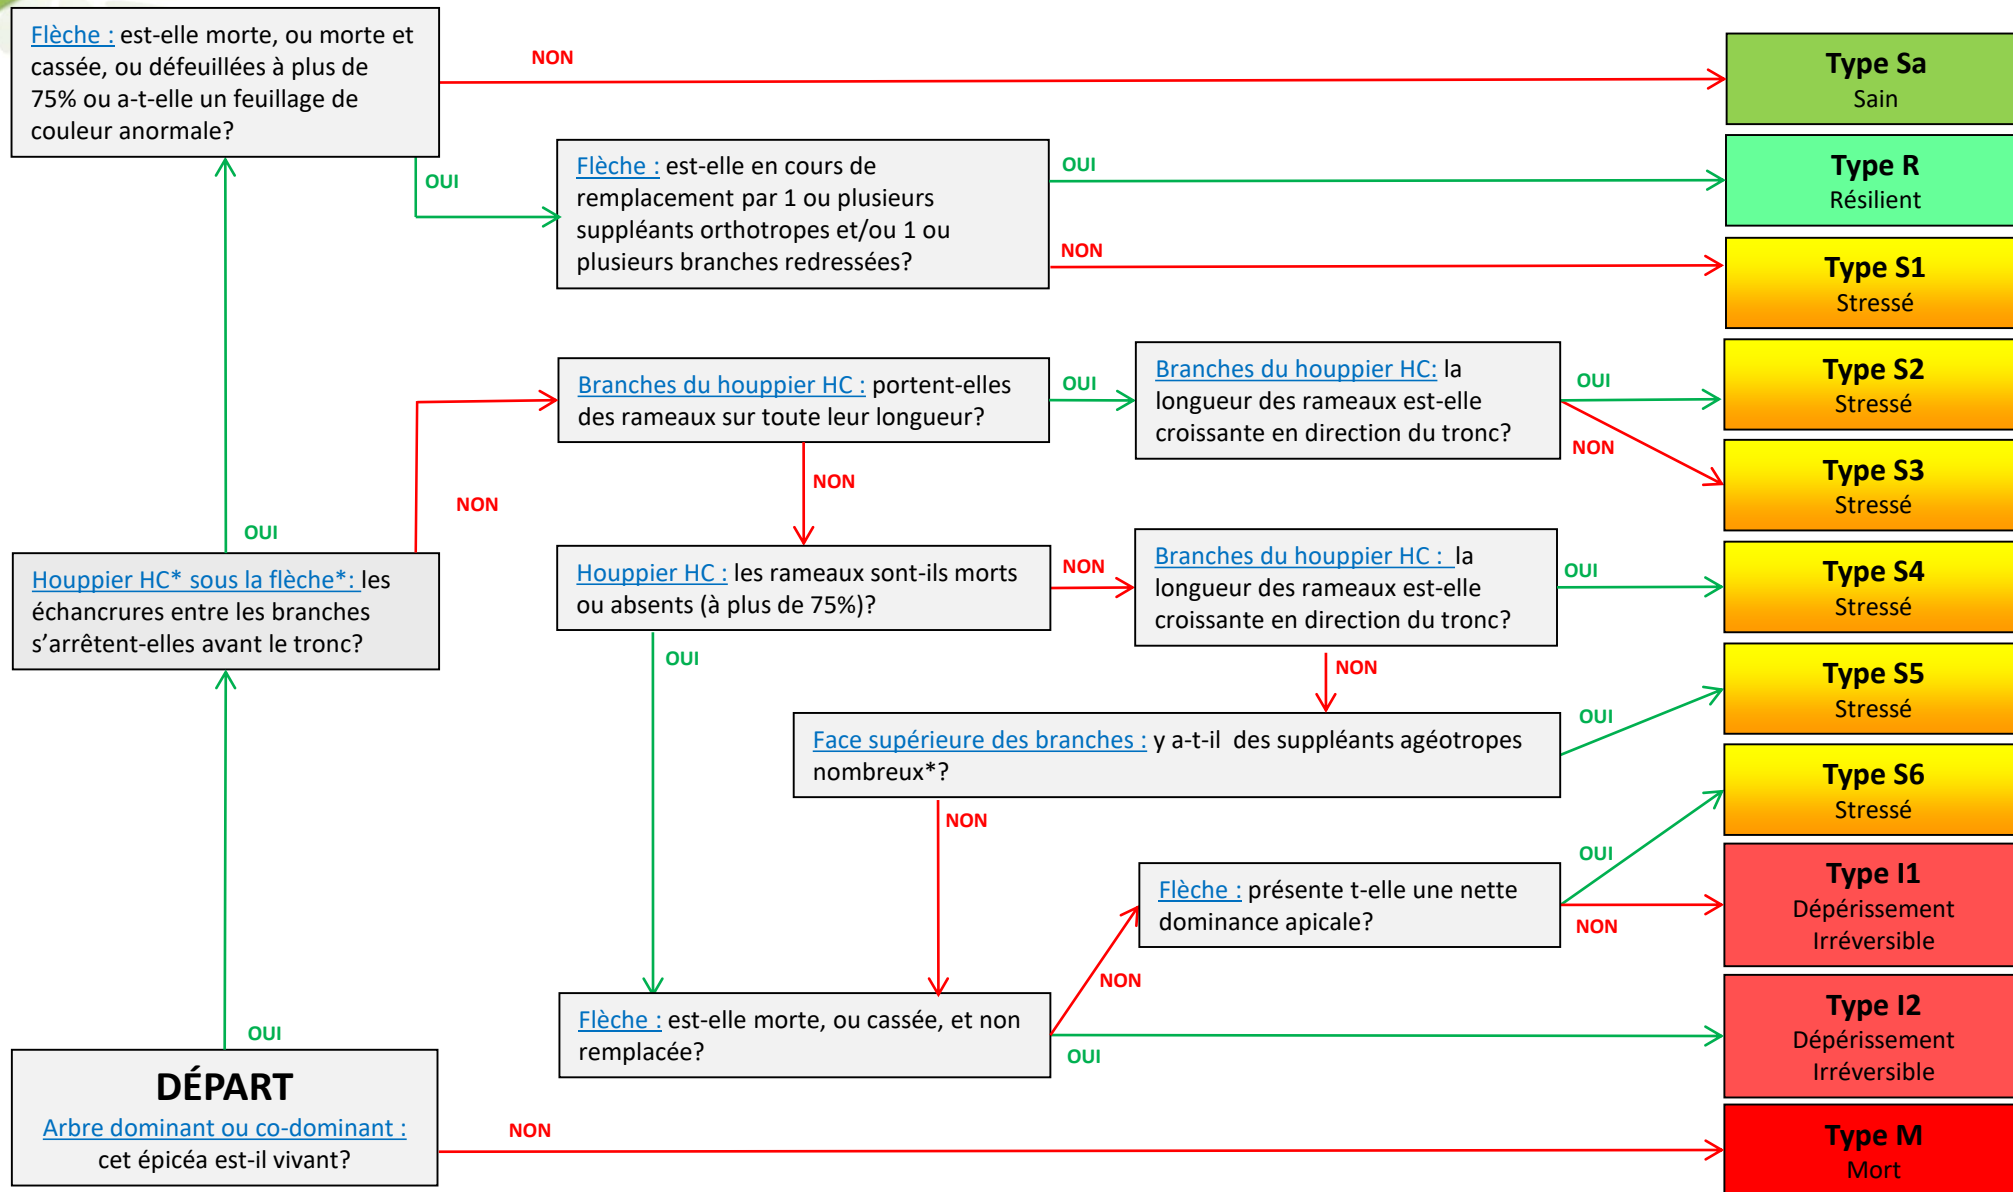 Flèche : est-elle morte, ou morte et
cassée, ou défeuillées à plus de
75% ou a-t-elle un feuillage de
couleur anormale?
NON
Type Sa
Sain
OUI
Flèche : est-elle en cours de
remplacement par 1 ou plusieurs
suppléants orthotropes et/ou 1 ou
plusieurs branches redressées?
OUI
Type R
Résilient
NON
Type S1
Stressé
Branches du houppier HC : portent-elles
des rameaux sur toute leur longueur?
OUI
Branches du houppier HC: la
longueur des rameaux est-elle
croissante en direction du tronc?
OUI
Type S2
Stressé
NON
Type S3
Stressé
NON
NON
OUI
Houppier HC* sous la flèche*: les
échancrures entre les branches
s'arrêtent-elles avant le tronc?
Houppier HC : les rameaux sont-ils morts
ou absents (à plus de 75%)?
NON
Branches du houppier HC : la
longueur des rameaux est-elle
croissante en direction du tronc?
OUI
Type S4
Stressé
OUI
NON
Face supérieure des branches : y a-t-il des suppléants agéotropes
nombreux*?
OUI
Type S5
Stressé
NON
Type S6
Stressé
OUI
Flèche : présente t-elle une nette
dominance apicale?
NON
Type I1
Dépérissement
Irréversible
NON
Flèche : est-elle morte, ou cassée, et non
remplacée?
OUI
Type I2
Dépérissement
Irréversible
OUI
DÉPART
Arbre dominant ou co-dominant :
cet épicéa est-il vivant?
NON
Type M
Mort